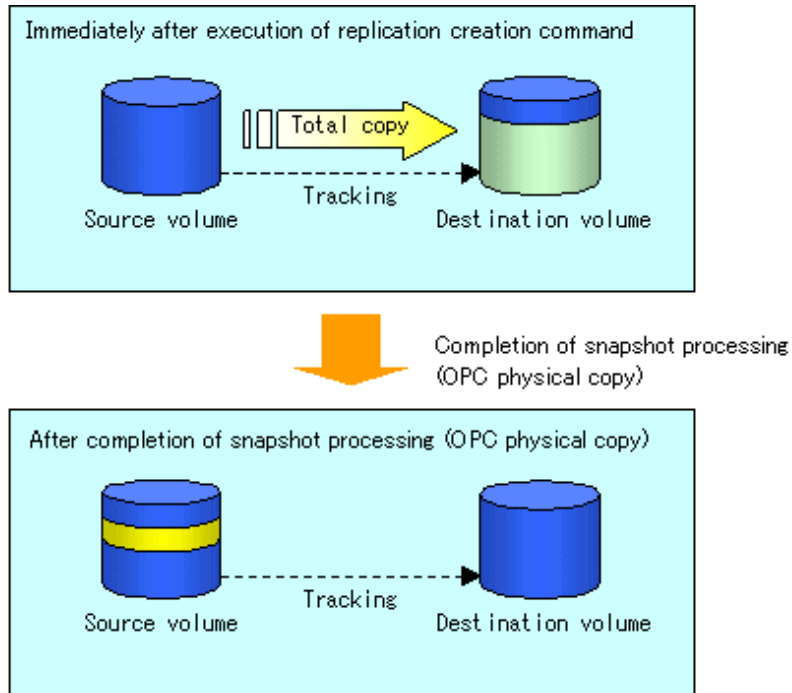 Immediately after execution of replication creation command
Total copy
Tracking
Source volume
Destination volume
Completion of snapshot processing
(OPC physical copy)
After completion of snapshot processing (OPC physical copy)
Tracking
Source volume
Destination volume